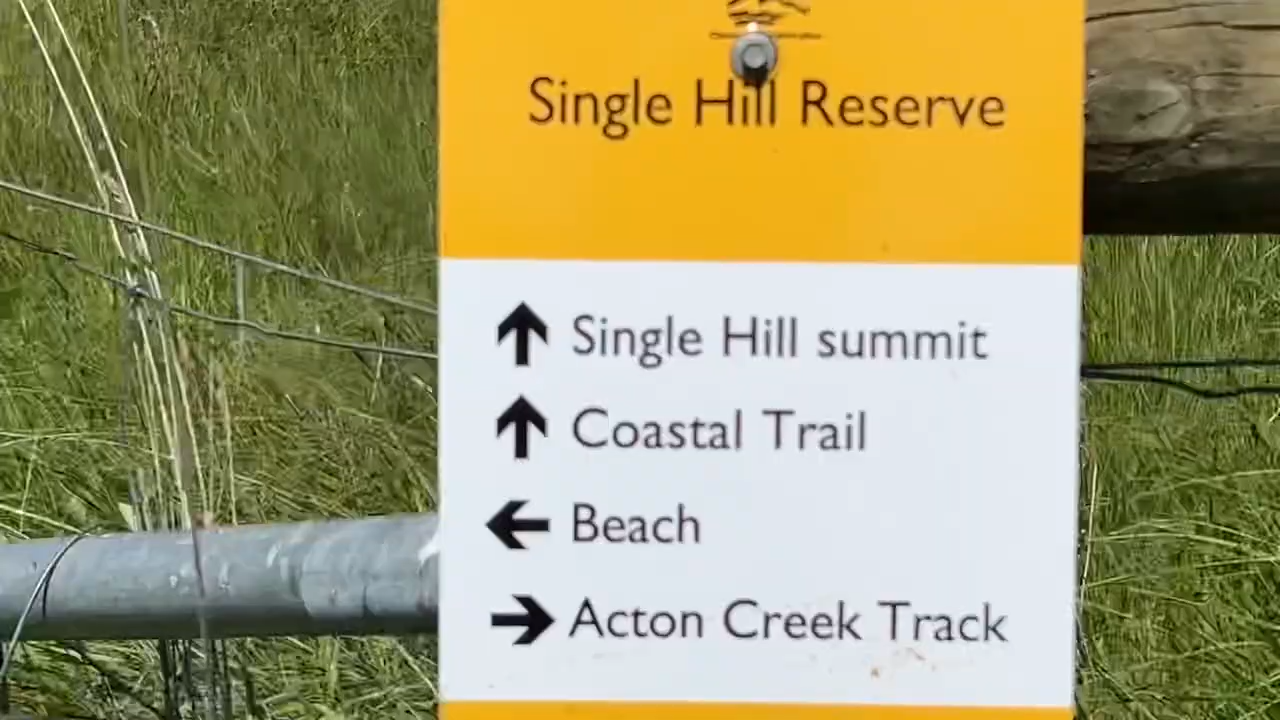 Single Hill Reserve
Single Hill summit
Coastal Trail
Beach
Acton Creek Track